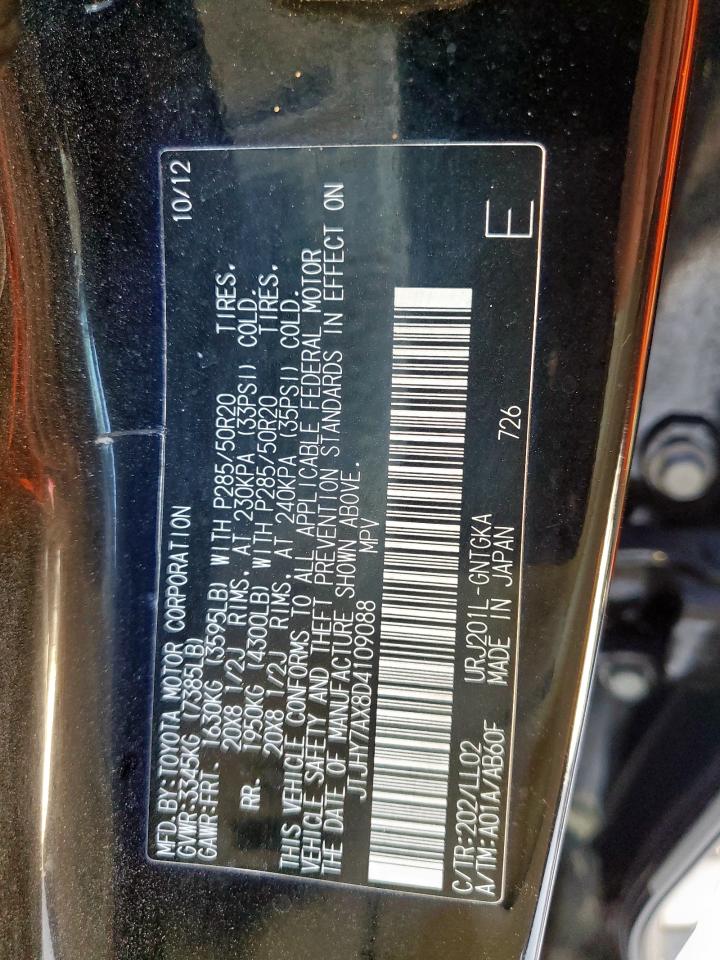 MFD.BY:TOYOTA MOTOR CORPORATION 10/12
GVWR:3345KG (7385LB)
GAWR:FRT. 1630KG (3595LB) WITH P285/50R20 TIRES,
20X8 1/2J RIMS, AT 230KPA (33PSI) COLD.
RR. 1950KG (4300LB) WITH P285/50R20 TIRES,
20X8 1/2J RIMS, AT 240KPA (35PSI) COLD.
THIS VEHICLE CONFORMS TO ALL APPLICABLE FEDERAL MOTOR
VEHICLE SAFETY AND THEFT PREVENTION STANDARDS IN EFFECT ON
THE DATE OF MANUFACTURE SHOWN ABOVE.
JTJHY7AX8D4109088 MPV
C/TR:202/LL02 URJ201L-GNTGKA E
A/TM:A01A/AB60F MADE IN JAPAN 726